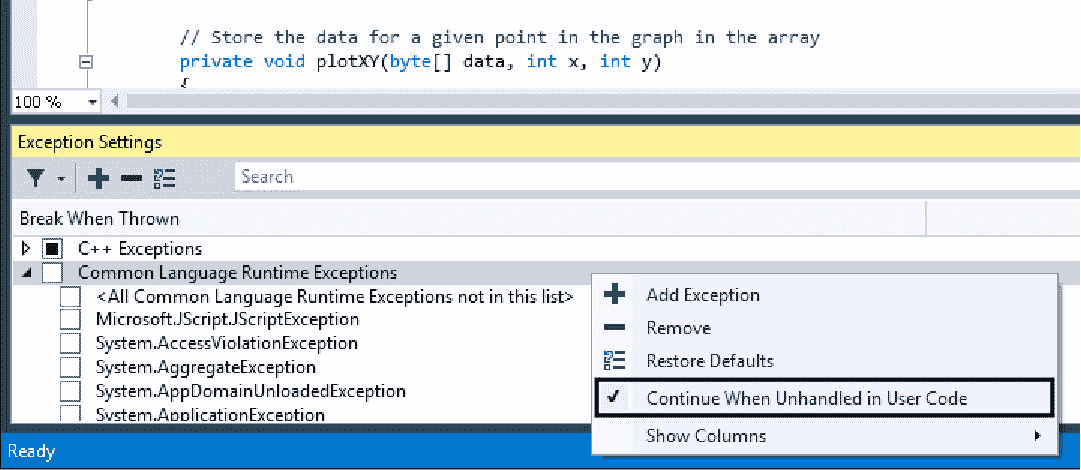 // Store the data for a given point in the graph in the array
private void plotXY(byte[] data, int x, int y)
{
100 %
Exception Settings
Search
Break When Thrown
C++ Exceptions
Common Language Runtime Exceptions
<All Common Language Runtime Exceptions not in this list>
Microsoft.JScript.JScriptException
System.AccessViolationException
System.AggregateException
System.AppDomainUnloadedException
System.ApplicationException
Add Exception
Remove
Restore Defaults
Continue When Unhandled in User Code
Show Columns
Ready